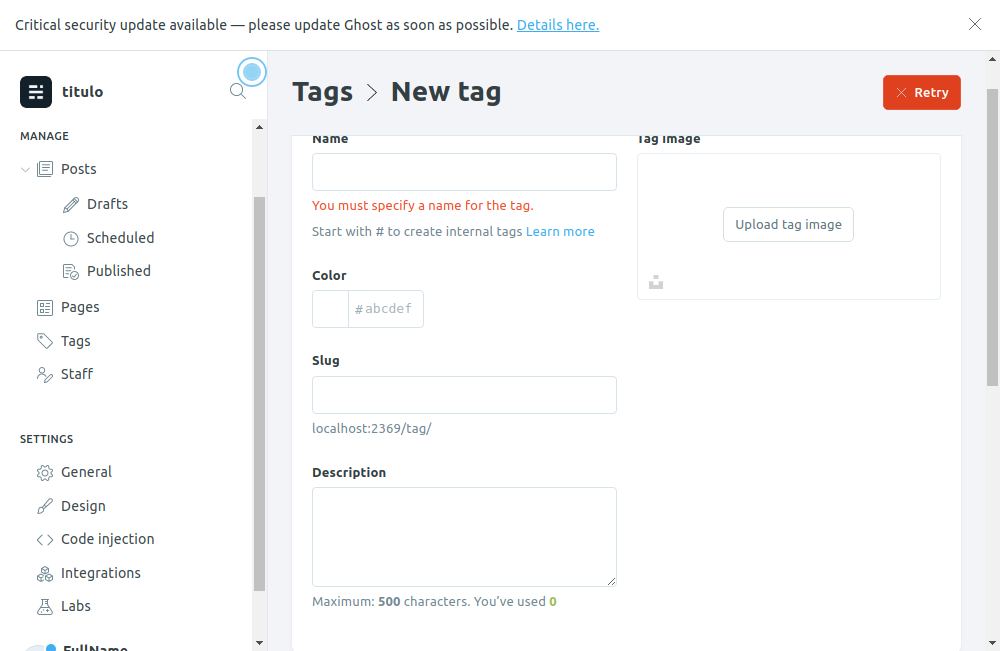 Critical security update available — please update Ghost as soon as possible. Details here.
titulo
MANAGE
Posts
Drafts
Scheduled
Published
Pages
Tags
Staff
SETTINGS
General
Design
Code injection
Integrations
Labs
FullName
Tags > New tag
Retry
Name
You must specify a name for the tag.
Start with # to create internal tags Learn more
Color
#abcdef
Slug
localhost:2369/tag/
Description
Maximum: 500 characters. You've used 0
Tag image
Upload tag image